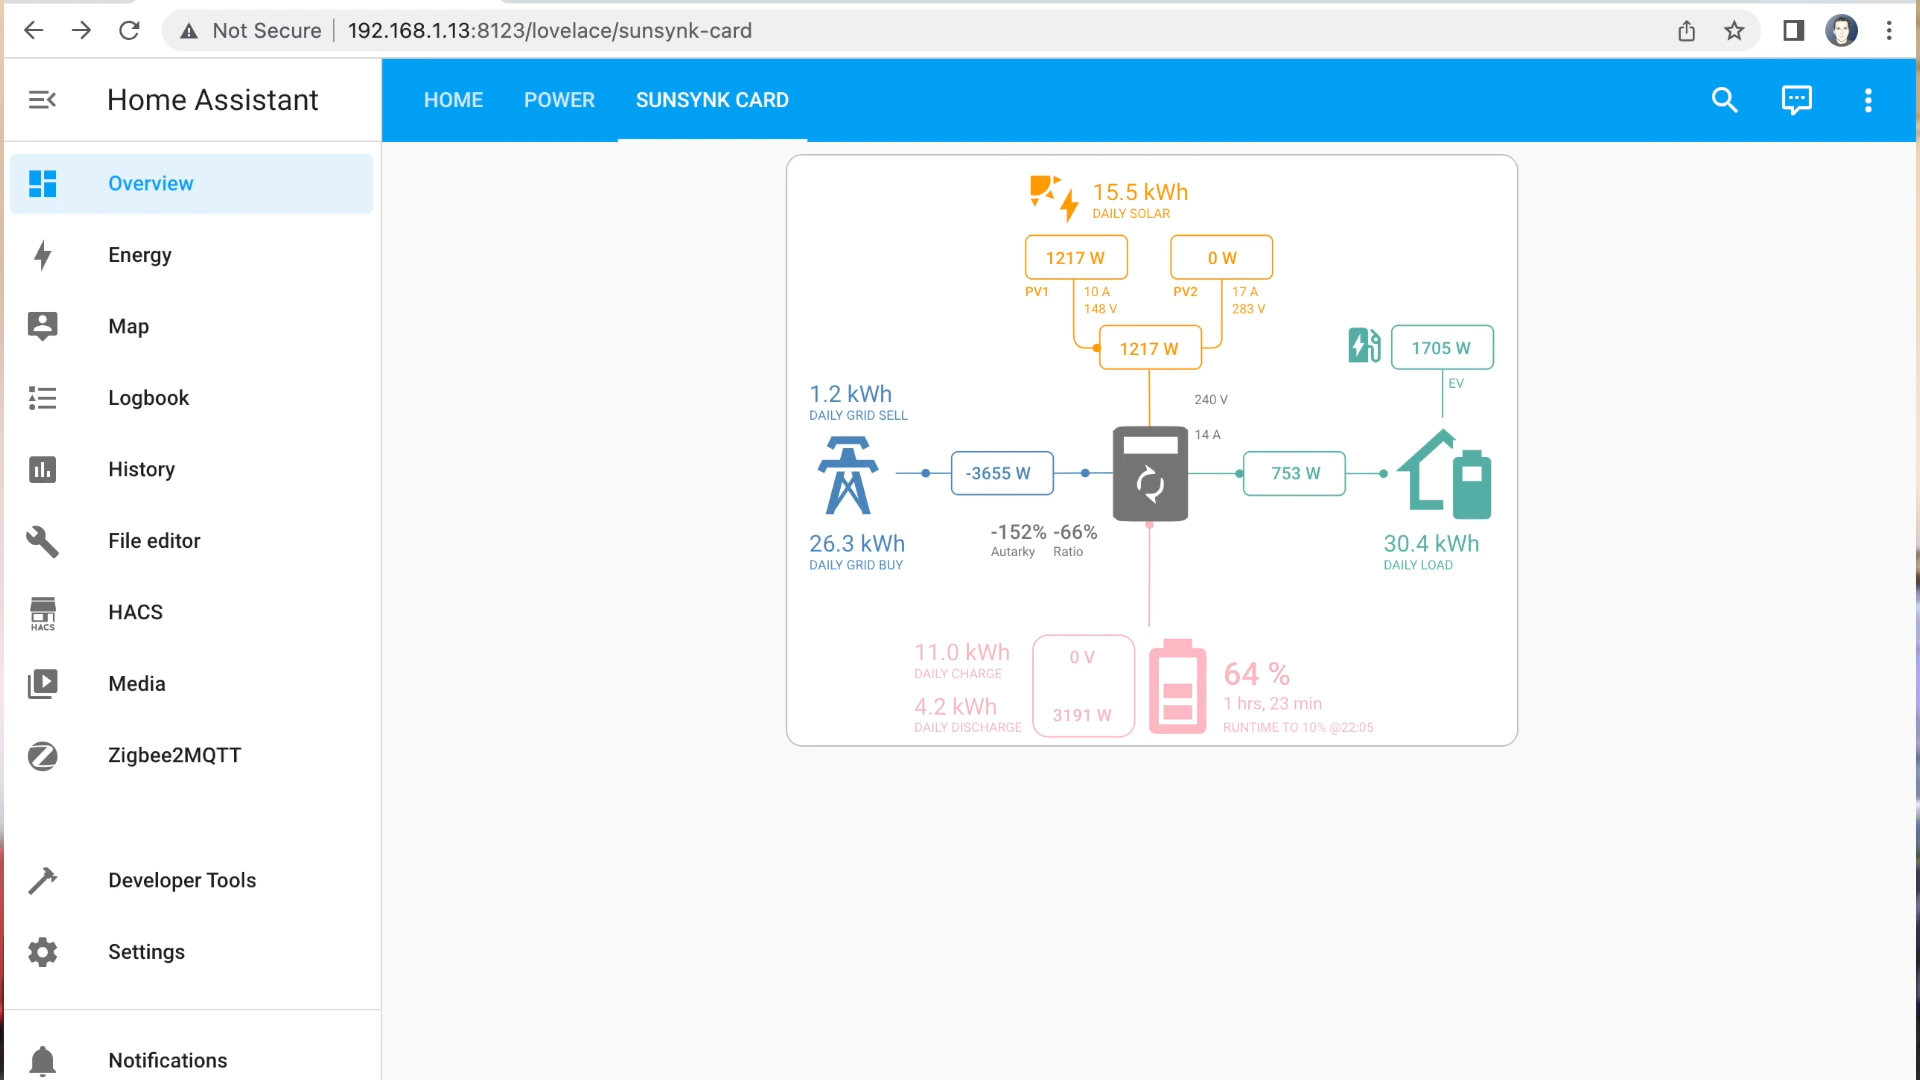 Not Secure 192.168.1.13:8123/lovelace/sunsynk-card
Home Assistant
HOME POWER SUNSYNK CARD
Overview
Energy
Map
Logbook
History
File editor
HACS
HACS
Media
Zigbee2MQTT
Developer Tools
Settings
Notifications
15.5 kWh
DAILY SOLAR
1217 W
0 W
PV1
10 A
148 V
PV2
17 A
283 V
1217 W
1705 W
EV
1.2 kWh
DAILY GRID SELL
240 V
14 A
-3655 W
753 W
-152% -66%
Autarky Ratio
26.3 kWh
DAILY GRID BUY
30.4 kWh
DAILY LOAD
11.0 kWh
DAILY CHARGE
4.2 kWh
DAILY DISCHARGE
0 V
3191 W
64 %
1 hrs, 23 min
RUNTIME TO 10% @22:05